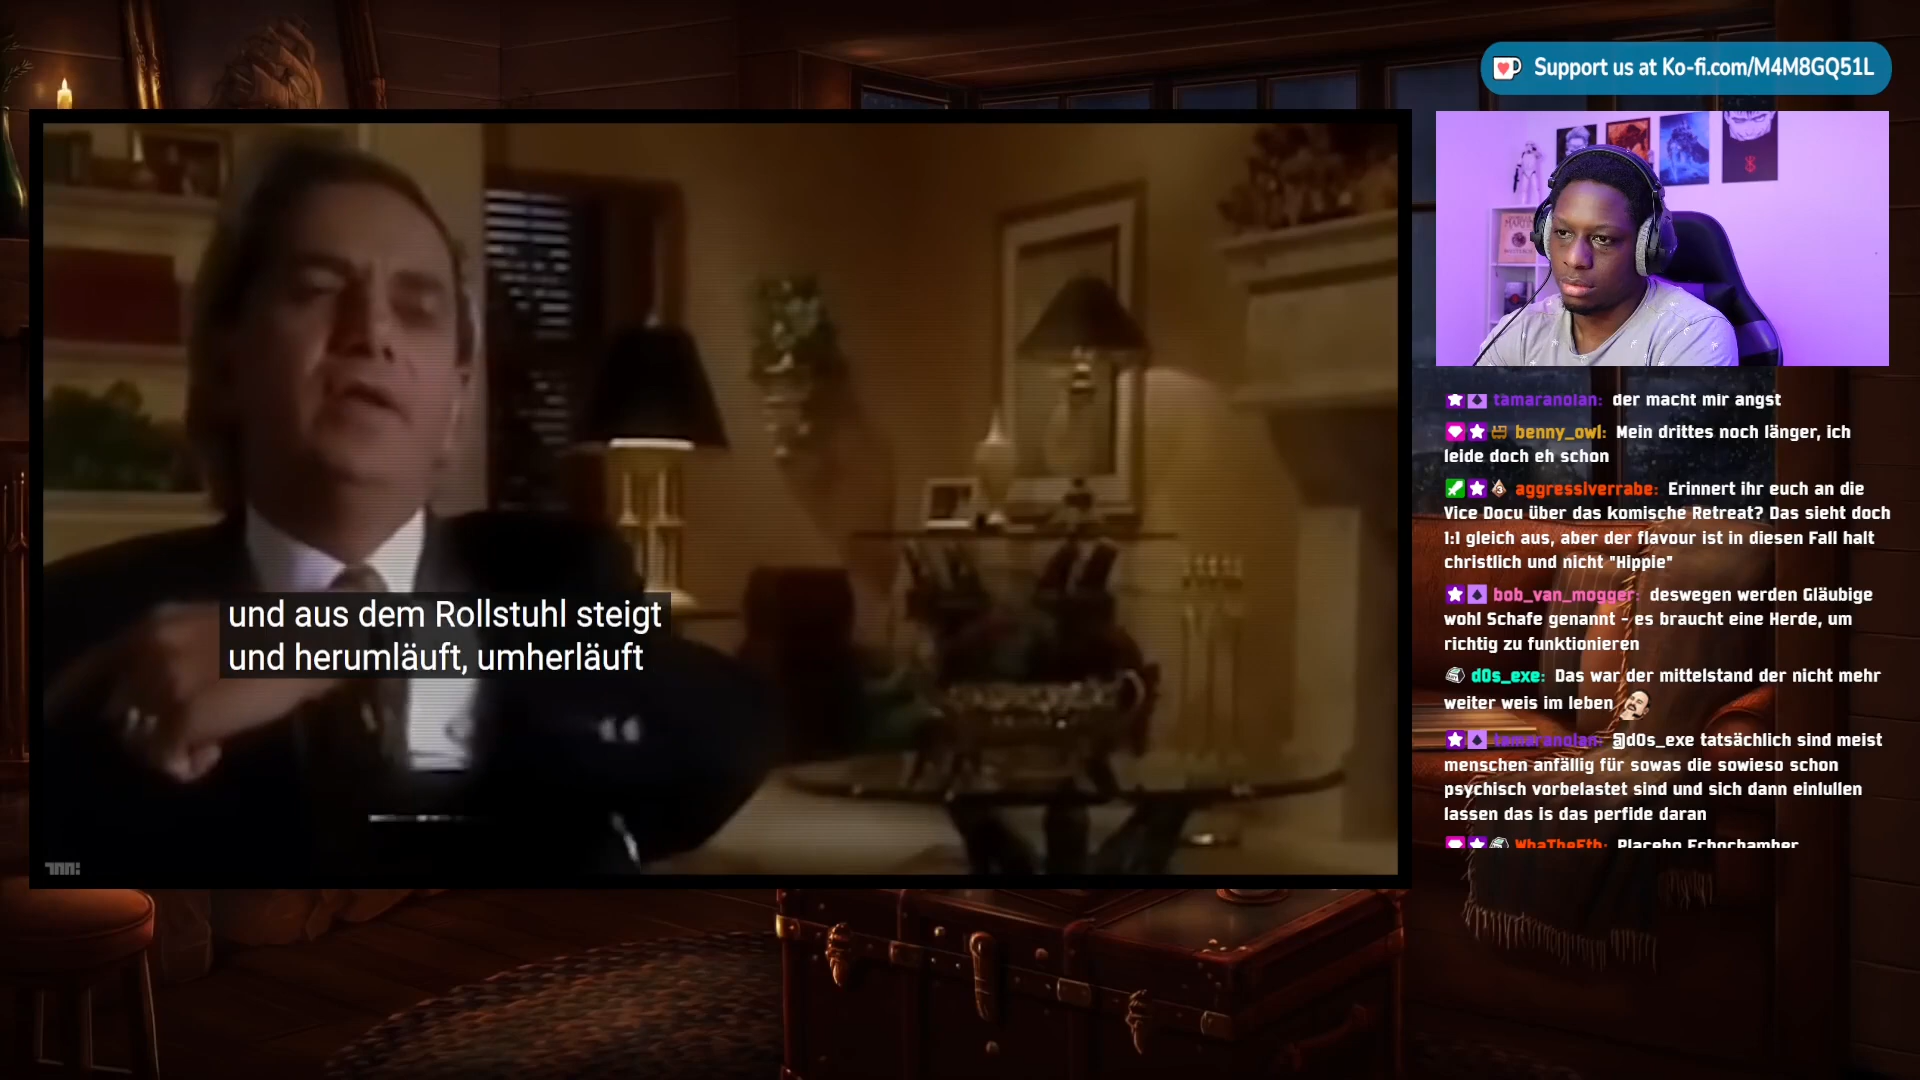 Support us at Ko-fi.com/M4M8GQ51L
und aus dem Rollstuhl steigt
und herumläuft, umherläuft
tamaranolan: der macht mir angst
benny_owl: Mein drittes noch länger, ich
leide doch eh schon
aggressiverrabe: Erinnert ihr euch an die
Vice Docu über das komische Retreat? Das sieht doch
1:1 gleich aus, aber der flavour ist in diesen Fall halt
christlich und nicht "Hippie"
bob_van_mogger: deswegen werden Gläubige
wohl Schafe genannt - es braucht eine Herde, um
richtig zu funktionieren
d0s_exe: Das war der mittelstand der nicht mehr
weiter weis im leben
tamaranolan: @d0s_exe tatsächlich sind meist
menschen anfällig für sowas die sowieso schon
psychisch vorbelastet sind und sich dann einlullen
lassen das is das perfide daran
WhaTheEth: Placebo Echochamber